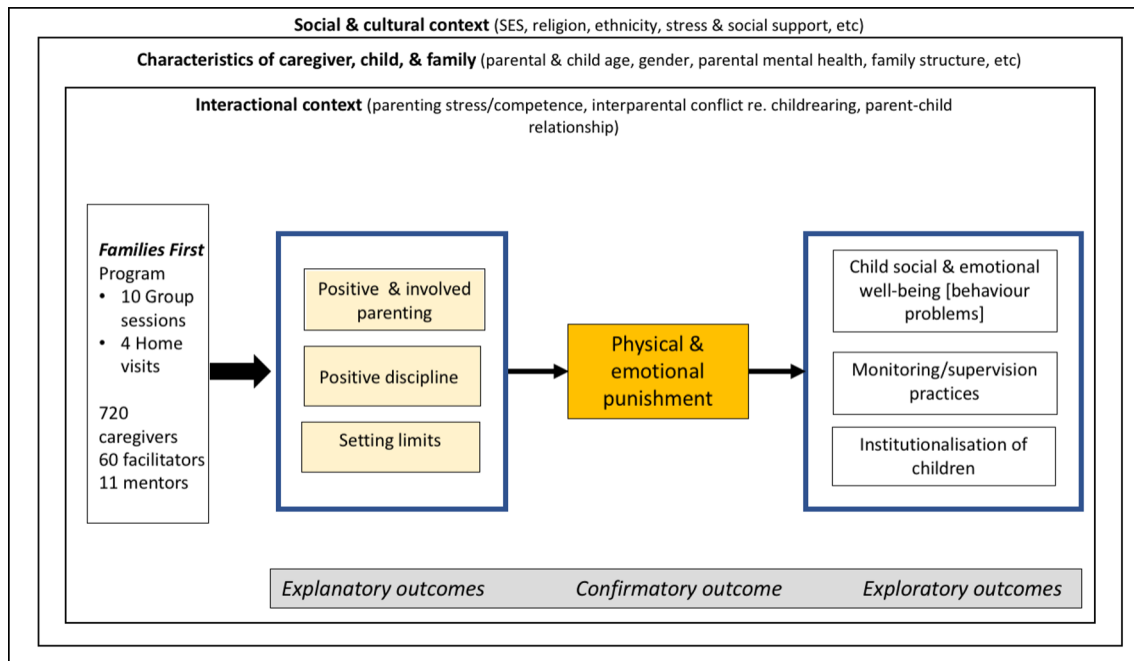 Social & cultural context (SES, religion, ethnicity, stress & social support, etc)
Characteristics of caregiver, child, & family (parental & child age, gender, parental mental health, family structure, etc)
Interactional context (parenting stress/competence, interparental conflict re. childrearing, parent-child
relationship)
Families First
Program
• 10 Group
sessions
• 4 Home
visits
720
caregivers
60 facilitators
11 mentors
Positive & involved
parenting
Positive discipline
Setting limits
Physical &
emotional
punishment
Child social & emotional
well-being [behaviour
problems]
Monitoring/supervision
practices
Institutionalisation of
children
Explanatory outcomes
Confirmatory outcome
Exploratory outcomes